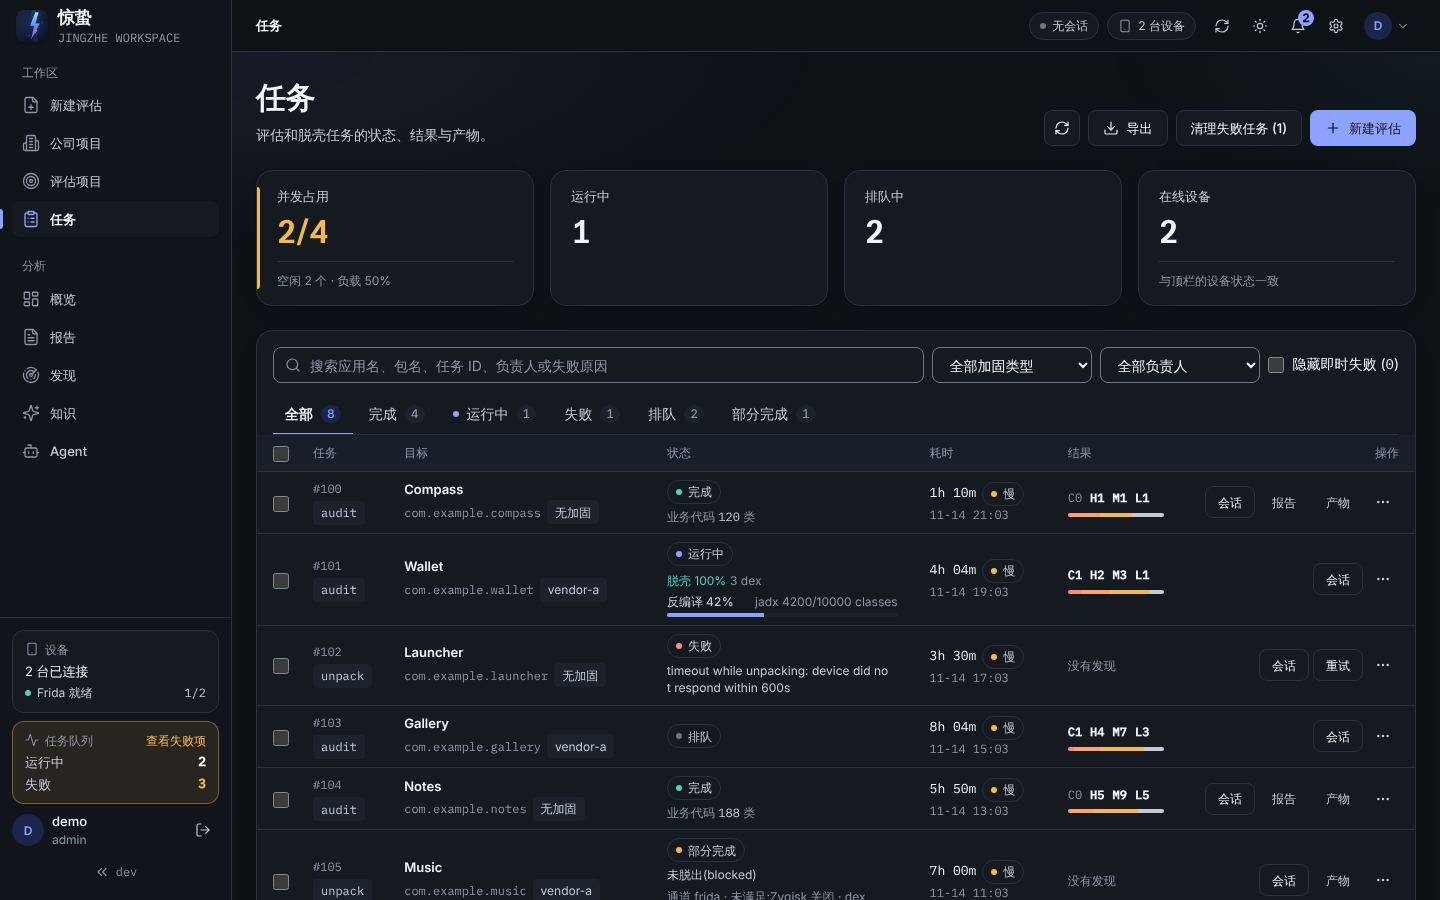 惊蛰
JINGZHE WORKSPACE
工作区
新建评估
公司项目
评估项目
任务
分析
概览
报告
发现
知识
Agent
设备
2 台已连接
Frida 就绪 1/2
任务队列 查看失败项
运行中 2
失败 3
D demo
admin
dev
任务 无会话 2 台设备 2 D
任务
评估和脱壳任务的状态、结果与产物。
导出 清理失败任务 (1) 新建评估
并发占用
2/4
空闲 2 个 · 负载 50%
运行中
1
排队中
2
在线设备
2
与顶栏的设备状态一致
搜索应用名、包名、任务 ID、负责人或失败原因 全部加固类型 全部负责人 隐藏即时失败 (0)
全部 8 完成 4 运行中 1 失败 1 排队 2 部分完成 1
任务 目标 状态 耗时 结果 操作
#100 audit
Compass
com.example.compass 无加固
完成
业务代码 120 类
1h 10m 慢
11-14 21:03
C0 H1 M1 L1
会话 报告 产物
#101 audit
Wallet
com.example.wallet vendor-a
运行中
脱壳 100% 3 dex
反编译 42% jadx 4200/10000 classes
4h 04m 慢
11-14 19:03
C1 H2 M3 L1
会话
#102 unpack
Launcher
com.example.launcher 无加固
失败
timeout while unpacking: device did no
t respond within 600s
3h 30m 慢
11-14 17:03
没有发现
会话 重试
#103 audit
Gallery
com.example.gallery vendor-a
排队
8h 04m 慢
11-14 15:03
C1 H4 M7 L3
会话
#104 audit
Notes
com.example.notes 无加固
完成
业务代码 188 类
5h 50m 慢
11-14 13:03
C0 H5 M9 L5
会话 报告 产物
#105 unpack
Music
com.example.music vendor-a
部分完成
未脱出(blocked)
通道 frida · 未满足:Zygisk 关闭 · dex
7h 00m 慢
11-14 11:03
没有发现
会话 产物